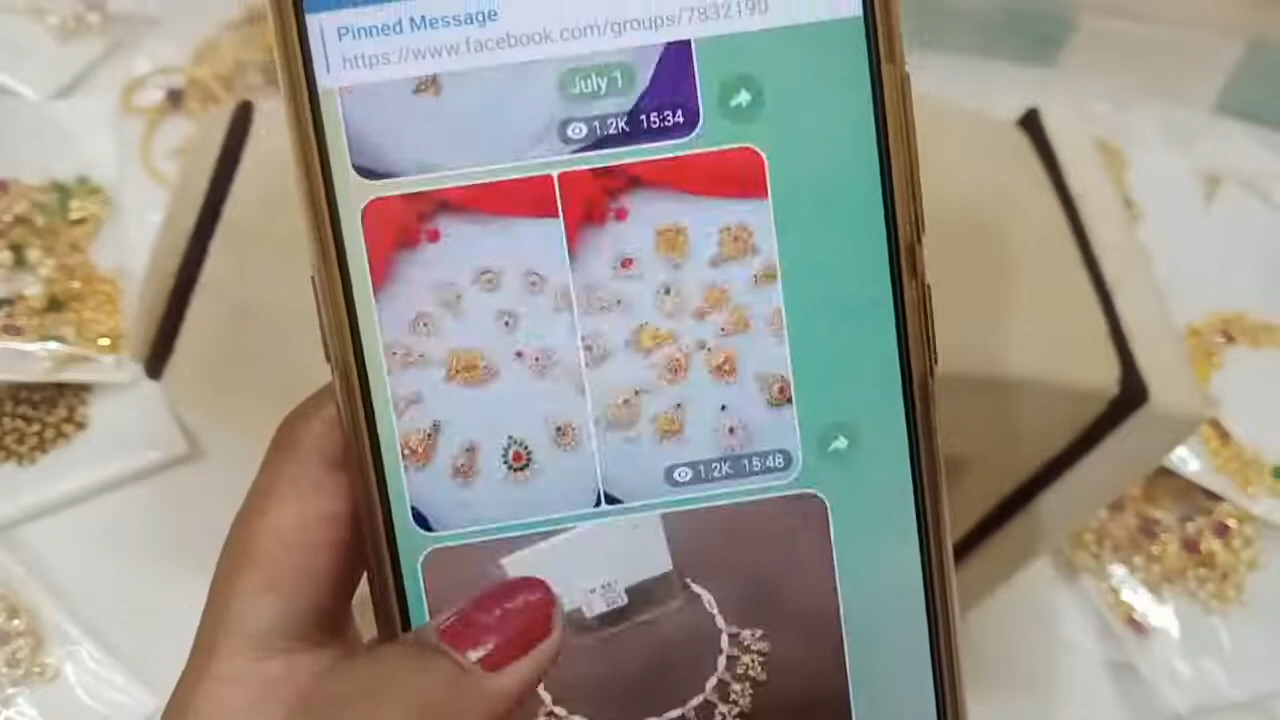 Pinned Message
https://www.facebook.com/groups/7832190
July 1
1.2K 15:34
1.2K 15:48